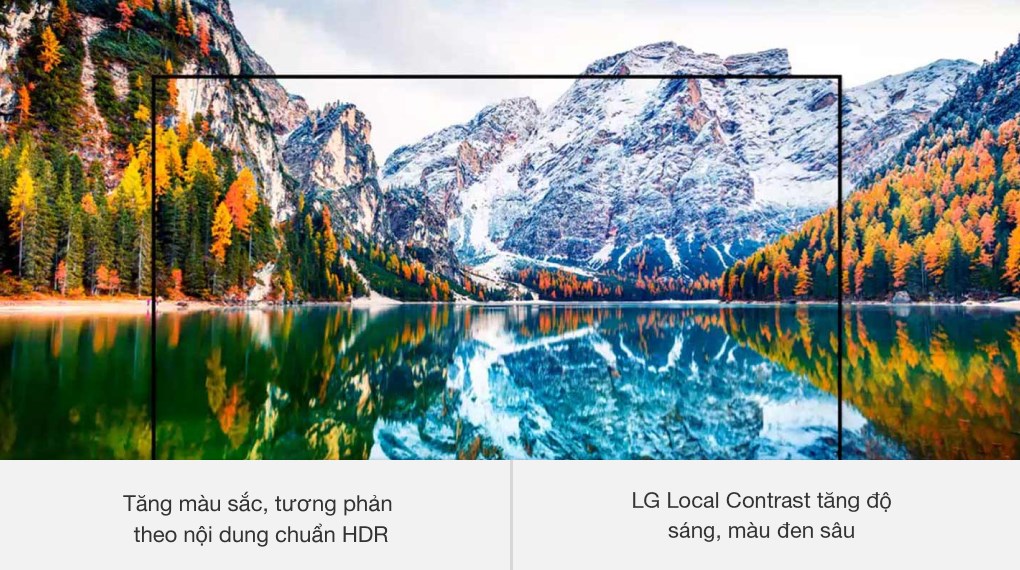 Tăng màu sắc, tương phản
theo nội dung chuẩn HDR
LG Local Contrast tăng độ
sáng, màu đen sâu